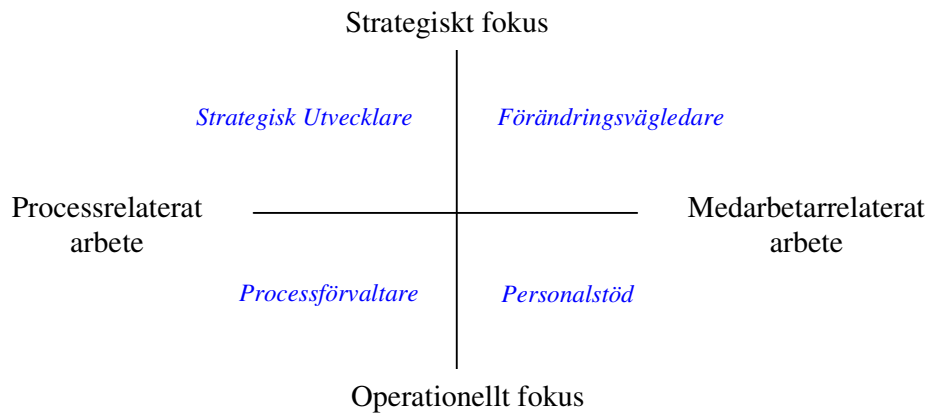 Strategiskt fokus
Strategisk Utvecklare
Förändringsvägledare
Processrelaterat
arbete
Medarbetarrelaterat
arbete
Processförvaltare
Personalstöd
Operationellt fokus